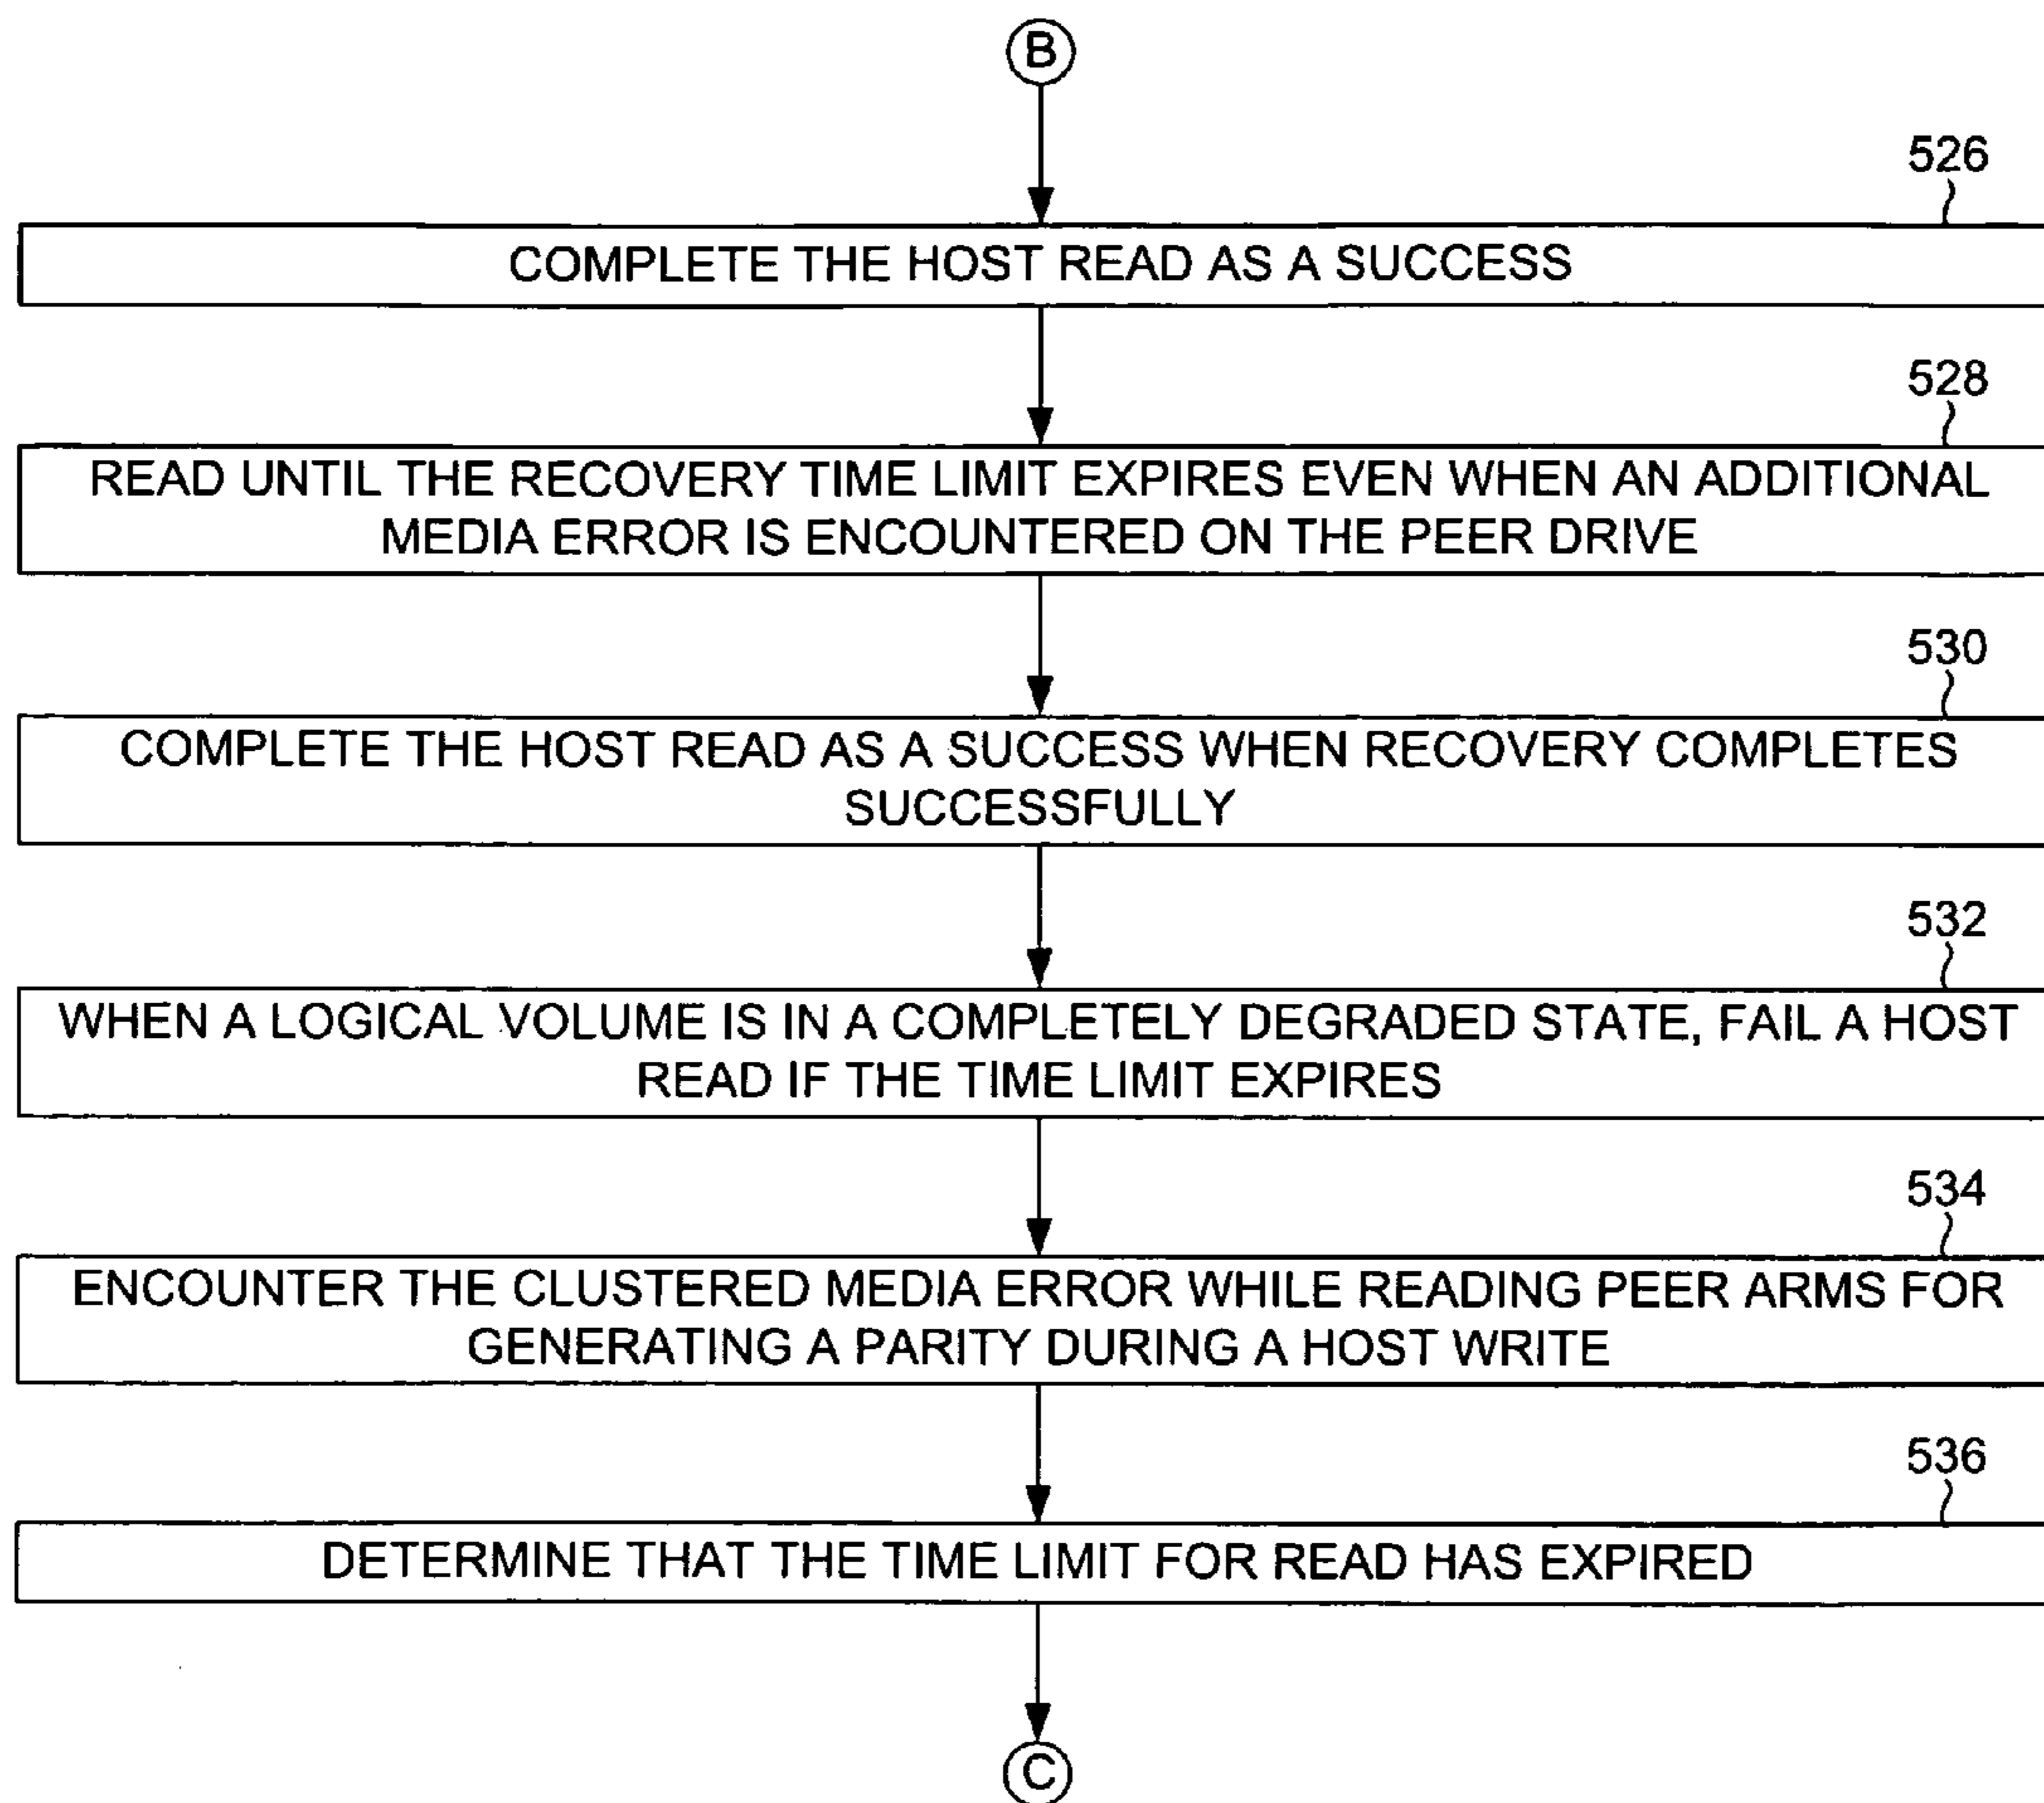 B
526
COMPLETE THE HOST READ AS A SUCCESS
528
READ UNTIL THE RECOVERY TIME LIMIT EXPIRES EVEN WHEN AN ADDITIONAL
MEDIA ERROR IS ENCOUNTERED ON THE PEER DRIVE
530
COMPLETE THE HOST READ AS A SUCCESS WHEN RECOVERY COMPLETES
SUCCESSFULLY
532
WHEN A LOGICAL VOLUME IS IN A COMPLETELY DEGRADED STATE, FAIL A HOST
READ IF THE TIME LIMIT EXPIRES
534
ENCOUNTER THE CLUSTERED MEDIA ERROR WHILE READING PEER ARMS FOR
GENERATING A PARITY DURING A HOST WRITE
536
DETERMINE THAT THE TIME LIMIT FOR READ HAS EXPIRED
C